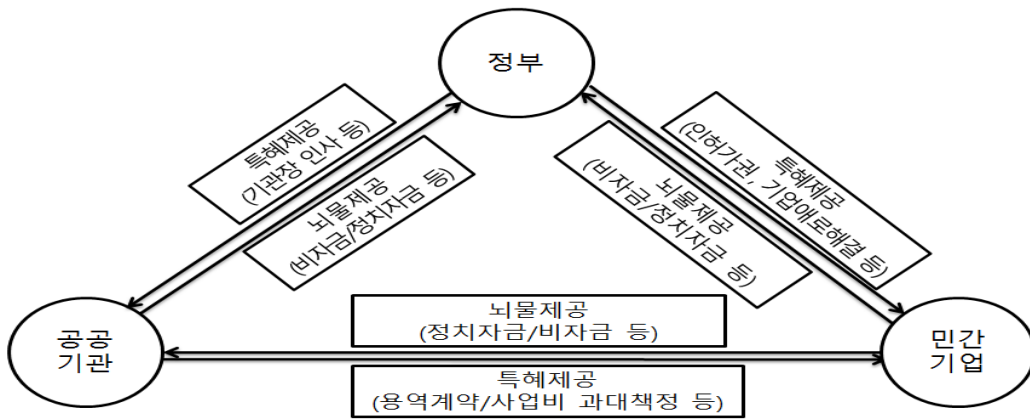 정부
특혜제공
(기관장 인사 등)
뇌물제공
(비자금/정치자금 등)
특혜제공
(인허가권, 기업애로해결 등)
뇌물제공
(비자금/정치자금 등)
공공
기관
뇌물제공
(정치자금/비자금 등)
특혜제공
(용역계약/사업비 과대책정 등)
민간
기업